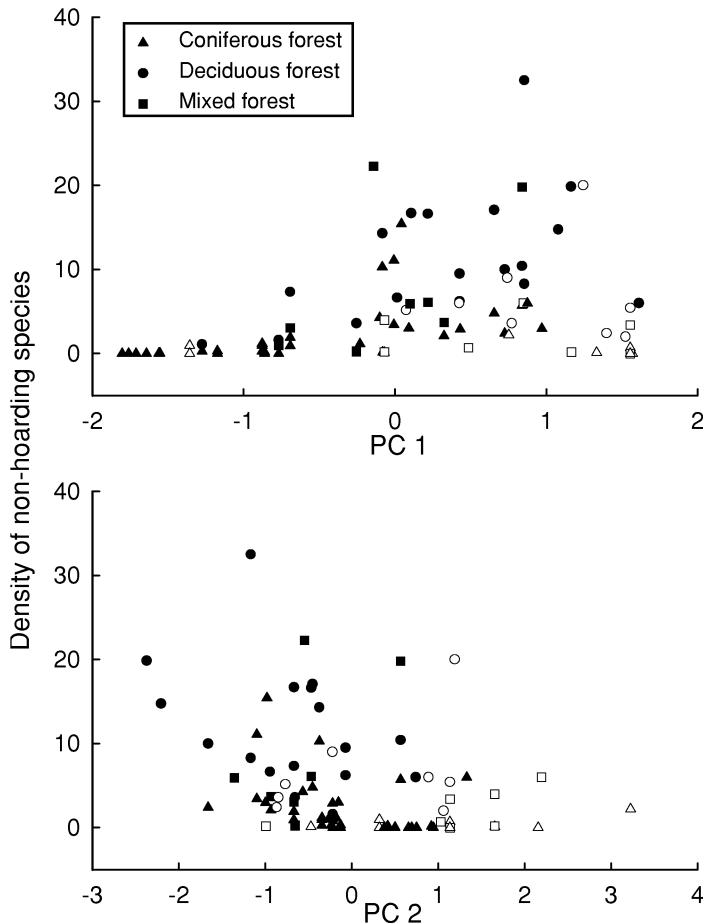 40
Coniferous forest
Deciduous forest
Mixed forest
30
20
10
0
-2 -1 0 1 2
PC 1
Density of non-hoarding species
40
30
20
10
0
-3 -2 -1 0 1 2 3 4
PC 2